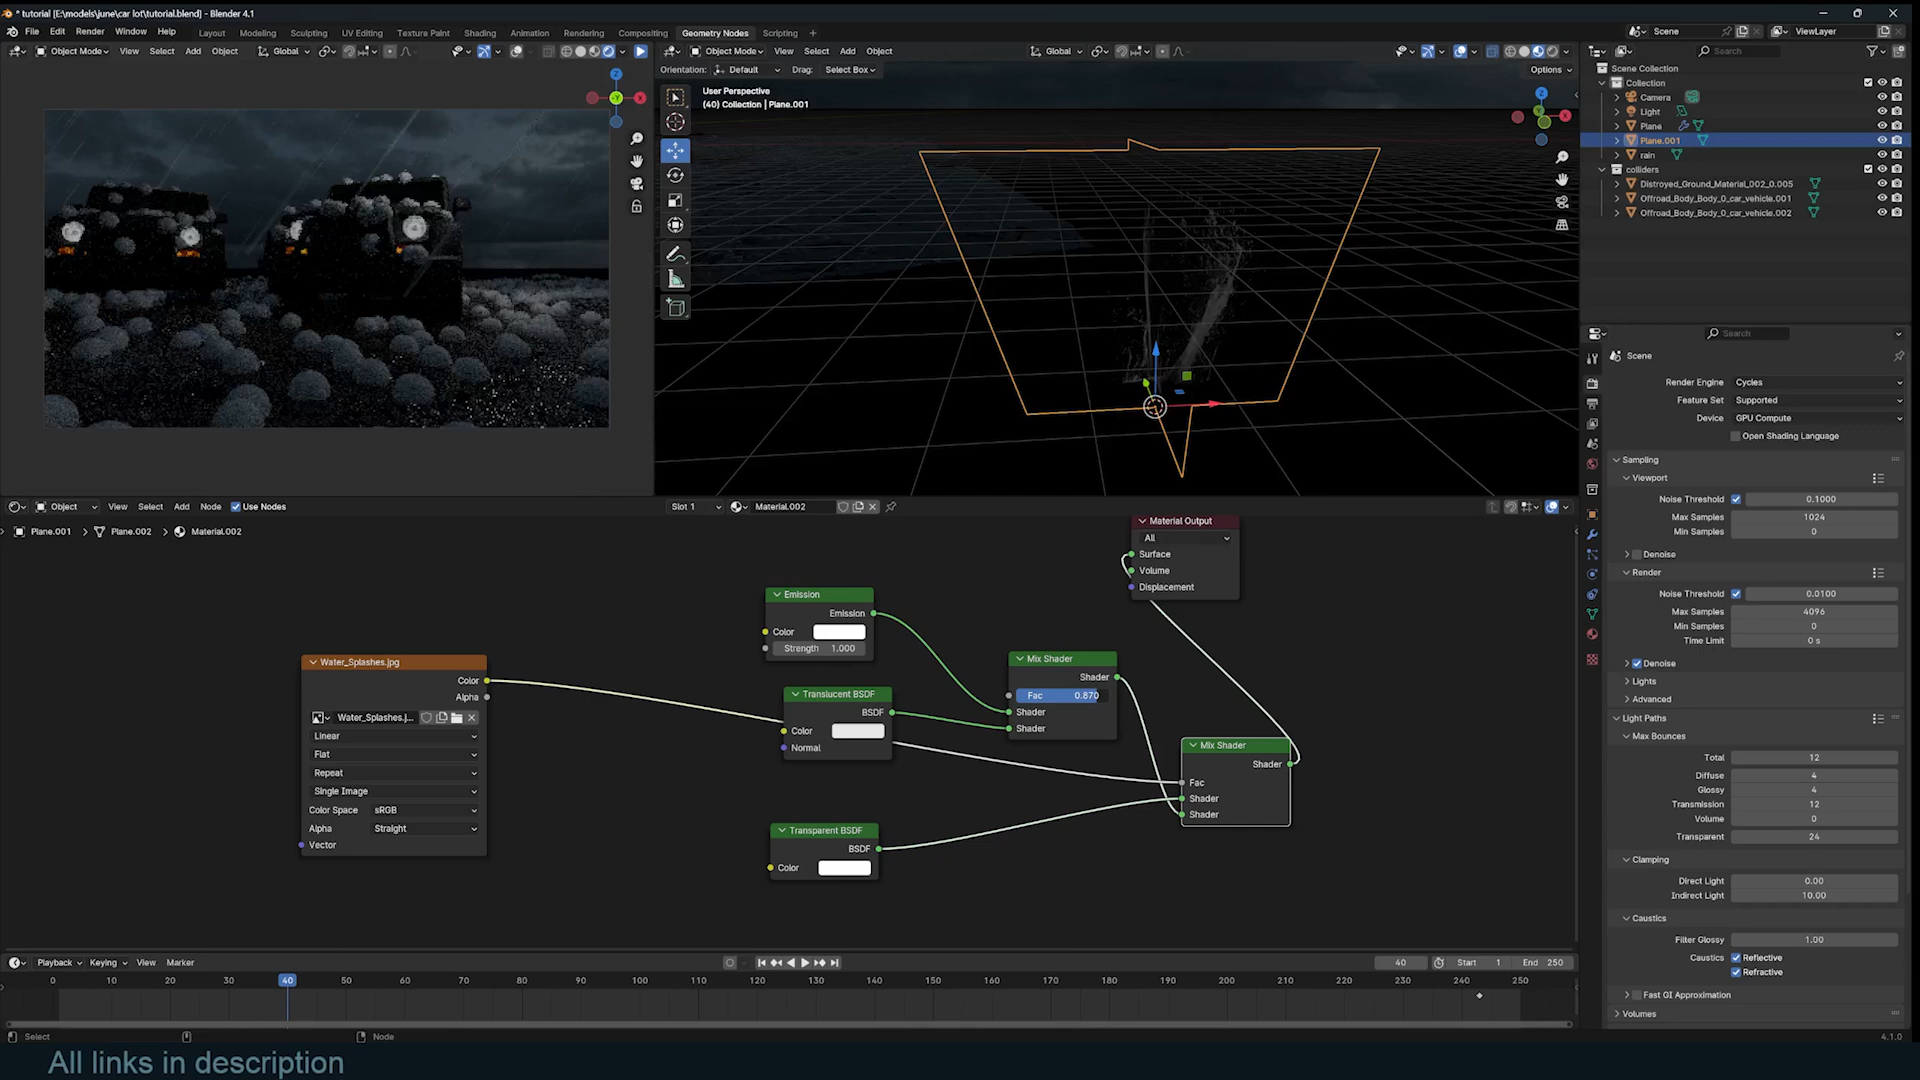 * tutorial [E:\models\june\car lot\tutorial.blend] - Blender 4.1
File Edit Render Window Help Layout Modeling Sculpting UV Editing Texture Paint Shading Animation Rendering Compositing Geometry Nodes Scripting + Scene ViewLayer
Object Mode View Select Add Object Global
Object Mode View Select Add Object Global
Search
Orientation: Default Drag: Select Box Options
User Perspective
(40) Collection | Plane.001
Scene Collection
Collection
Camera
Light
Plane
Plane.001
rain
colliders
Distroyed_Ground_Material_002_0.005
Offroad_Body_Body_0_car_vehicle.001
Offroad_Body_Body_0_car_vehicle.002
Search
Scene
Render Engine Cycles
Feature Set Supported
Device GPU Compute
Open Shading Language
Sampling
Viewport
Noise Threshold 0.1000
Max Samples 1024
Min Samples 0
Denoise
Render
Noise Threshold 0.0100
Max Samples 4096
Min Samples 0
Time Limit 0 s
Denoise
Lights
Advanced
Light Paths
Max Bounces
Total 12
Diffuse 4
Glossy 4
Transmission 12
Volume 0
Transparent 24
Clamping
Direct Light 0.00
Indirect Light 10.00
Caustics
Filter Glossy 1.00
Caustics Reflective
Refractive
Fast GI Approximation
Volumes
Object View Select Add Node Use Nodes Slot 1 Material.002
Plane.001 > Plane.002 > Material.002
Material Output
All
Surface
Volume
Displacement
Emission
Emission
Color
Strength 1.000
Water_Splashes.jpg
Color
Alpha
Water_Splashes.j...
Linear
Flat
Repeat
Single Image
Color Space sRGB
Alpha Straight
Vector
Translucent BSDF
BSDF
Color
Normal
Mix Shader
Shader
Fac 0.870
Shader
Shader
Mix Shader
Shader
Fac
Shader
Shader
Transparent BSDF
BSDF
Color
Playback Keying View Marker 40 Start 1 End 250
0 10 20 30 40 50 60 70 80 90 100 110 120 130 140 150 160 170 180 190 200 210 220 230 240 250
Select Node 4.1.0
All links in description